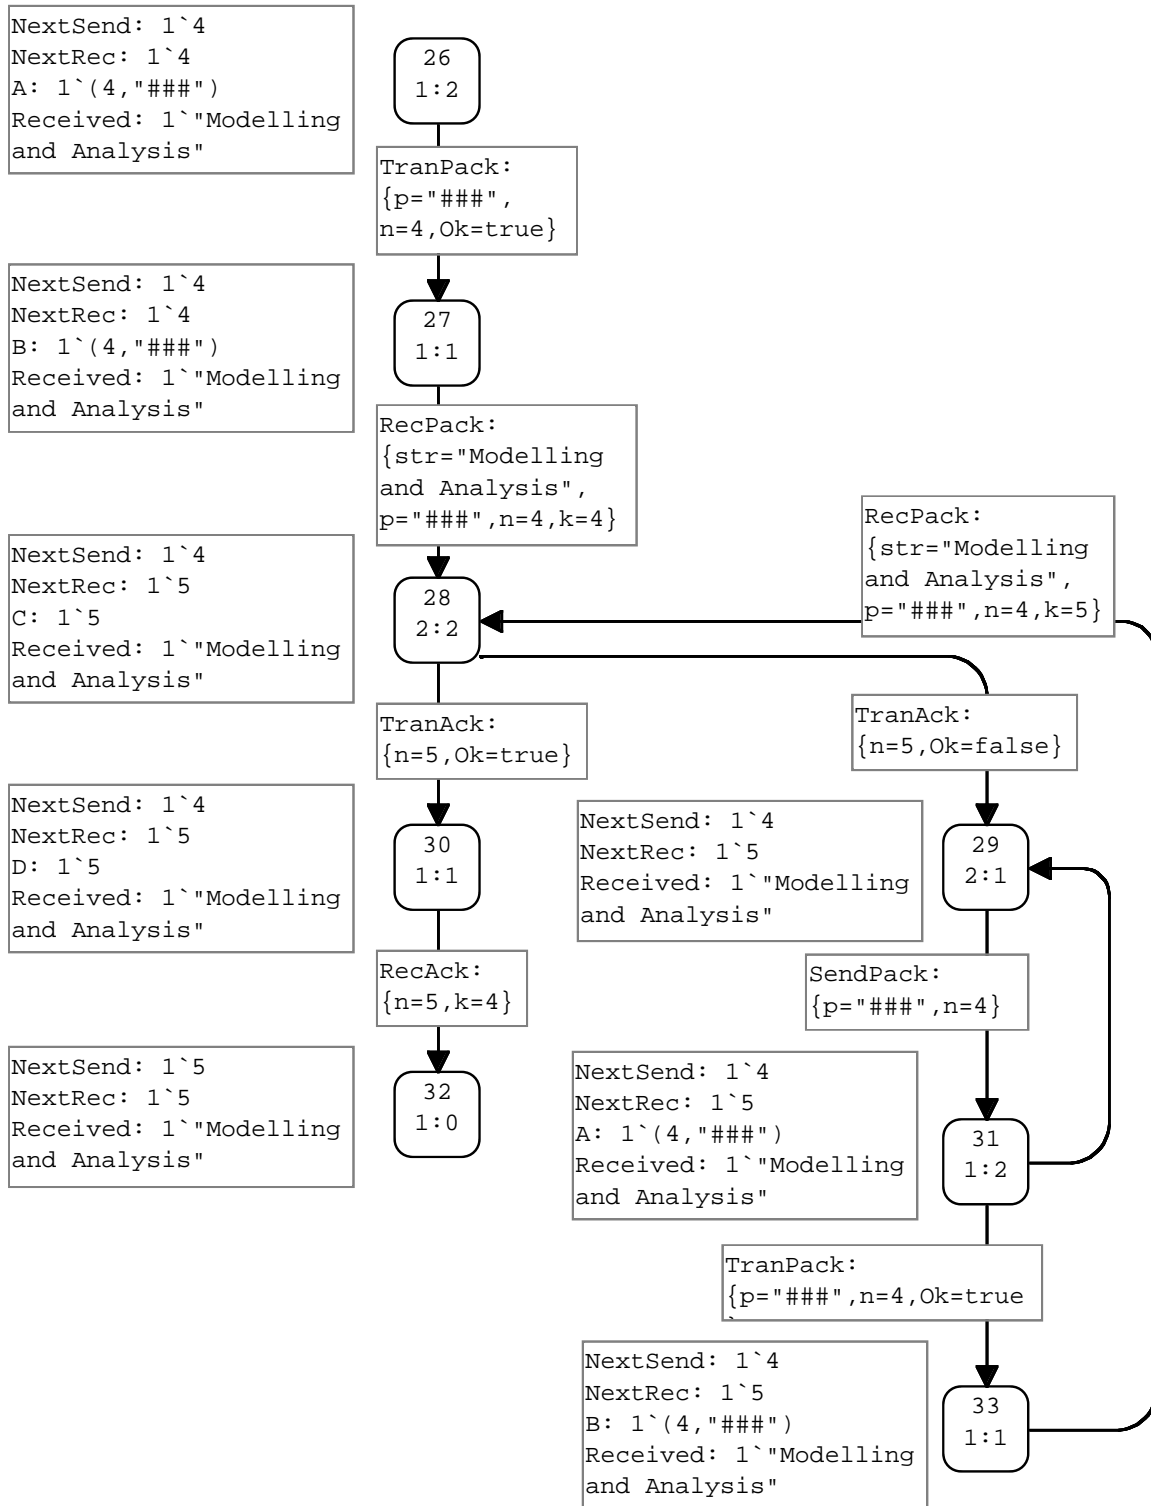 NextSend: 1`4
NextRec: 1`4
A: 1`(4,"###")
Received: 1`"Modelling
and Analysis"
26
1:2
TranPack:
{p="###",
n=4,Ok=true}
NextSend: 1`4
NextRec: 1`4
B: 1`(4,"###")
Received: 1`"Modelling
and Analysis"
27
1:1
RecPack:
{str="Modelling
and Analysis",
p="###",n=4,k=4}
RecPack:
{str="Modelling
and Analysis",
p="###",n=4,k=5}
NextSend: 1`4
NextRec: 1`5
C: 1`5
Received: 1`"Modelling
and Analysis"
28
2:2
TranAck:
{n=5,Ok=true}
TranAck:
{n=5,Ok=false}
NextSend: 1`4
NextRec: 1`5
D: 1`5
Received: 1`"Modelling
and Analysis"
30
1:1
NextSend: 1`4
NextRec: 1`5
Received: 1`"Modelling
and Analysis"
29
2:1
RecAck:
{n=5,k=4}
SendPack:
{p="###",n=4}
NextSend: 1`5
NextRec: 1`5
Received: 1`"Modelling
and Analysis"
32
1:0
NextSend: 1`4
NextRec: 1`5
A: 1`(4,"###")
Received: 1`"Modelling
and Analysis"
31
1:2
TranPack:
{p="###",n=4,Ok=true
NextSend: 1`4
NextRec: 1`5
B: 1`(4,"###")
Received: 1`"Modelling
and Analysis"
33
1:1